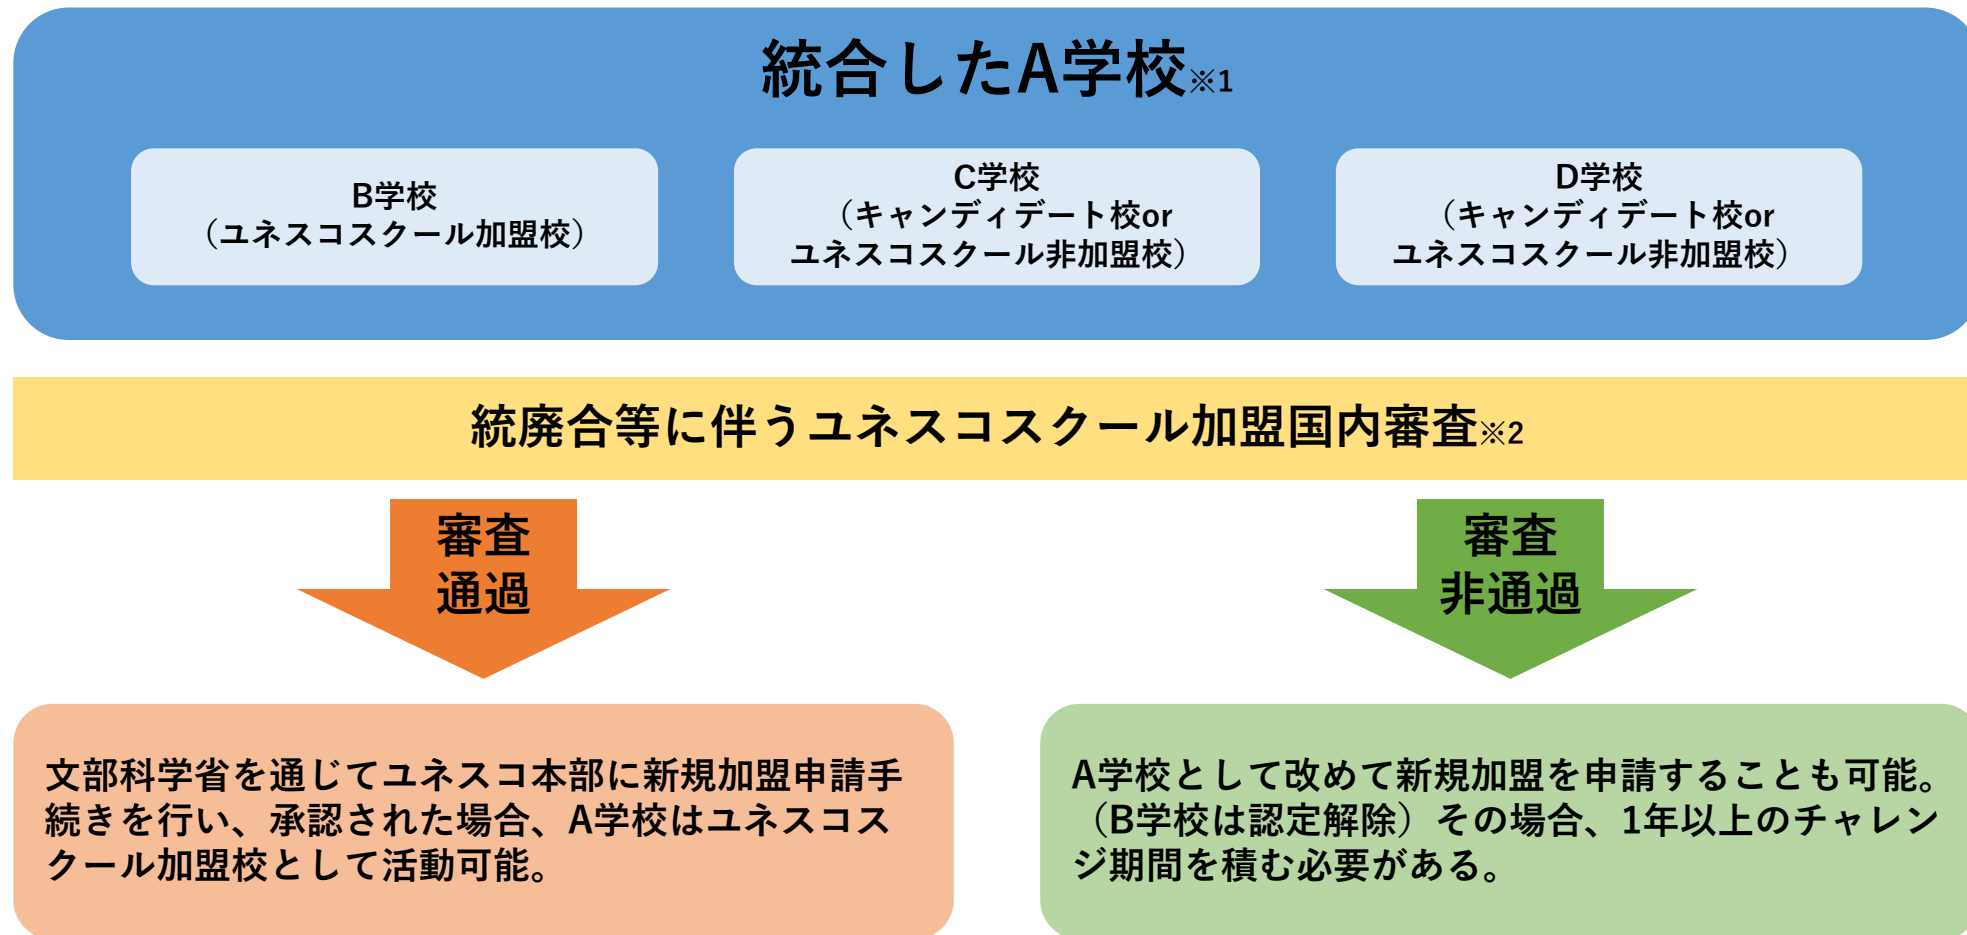 統合したA学校※1
B学校
（ユネスコスクール加盟校）
C学校
（キャンディデート校or
ユネスコスクール非加盟校）
D学校
（キャンディデート校or
ユネスコスクール非加盟校）
統廃合等に伴うユネスコスクール加盟国内審査※2
審査
通過
審査
非通過
文部科学省を通じてユネスコ本部に新規加盟申請手
続きを行い、承認された場合、A学校はユネスコス
クール加盟校として活動可能。
A学校として改めて新規加盟を申請することも可能。
（B学校は認定解除）その場合、1年以上のチャレン
ジ期間を積む必要がある。